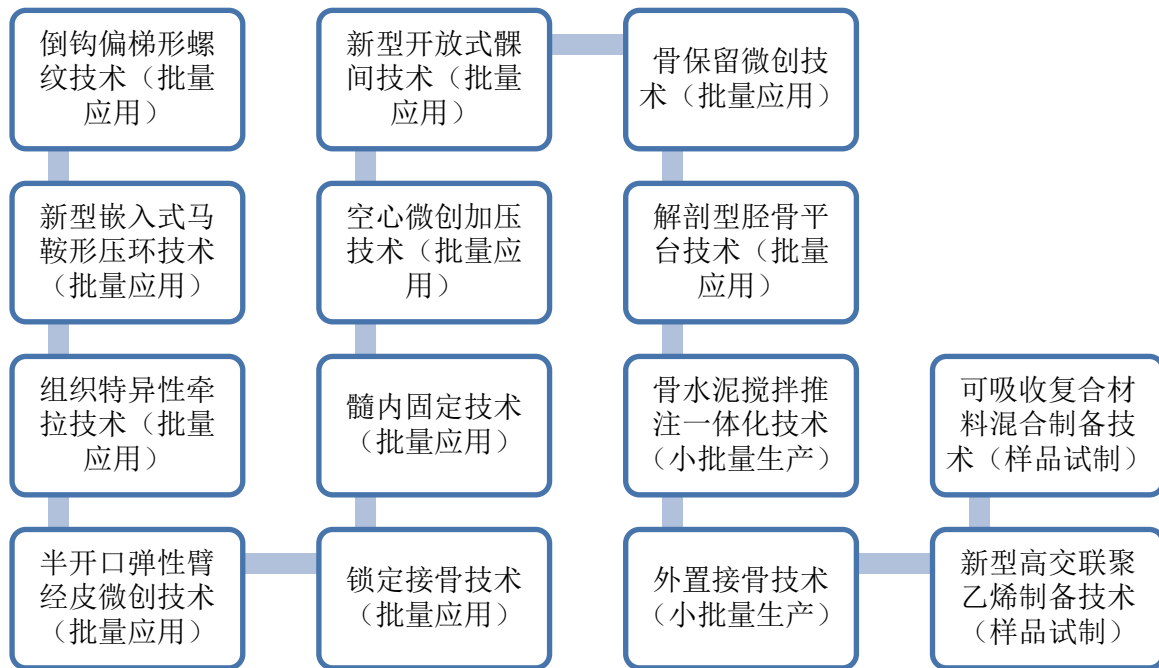 倒钩偏梯形螺
纹技术（批量
应用）
新型嵌入式马
鞍形压环技术
（批量应用）
组织特异性牵
拉技术（批量
应用）
半开口弹性臂
经皮微创技术
（批量应用）
锁定接骨技术
（批量应用）
髓内固定技术
（批量应用）
空心微创加压
技术（批量应
用）
新型开放式髁
间技术（批量
应用）
骨保留微创技
术（批量应用）
解剖型胫骨平
台技术（批量
应用）
骨水泥搅拌推
注一体化技术
（小批量生产）
外置接骨技术
（小批量生产）
新型高交联聚
乙烯制备技术
（样品试制）
可吸收复合材
料混合制备技
术（样品试制）